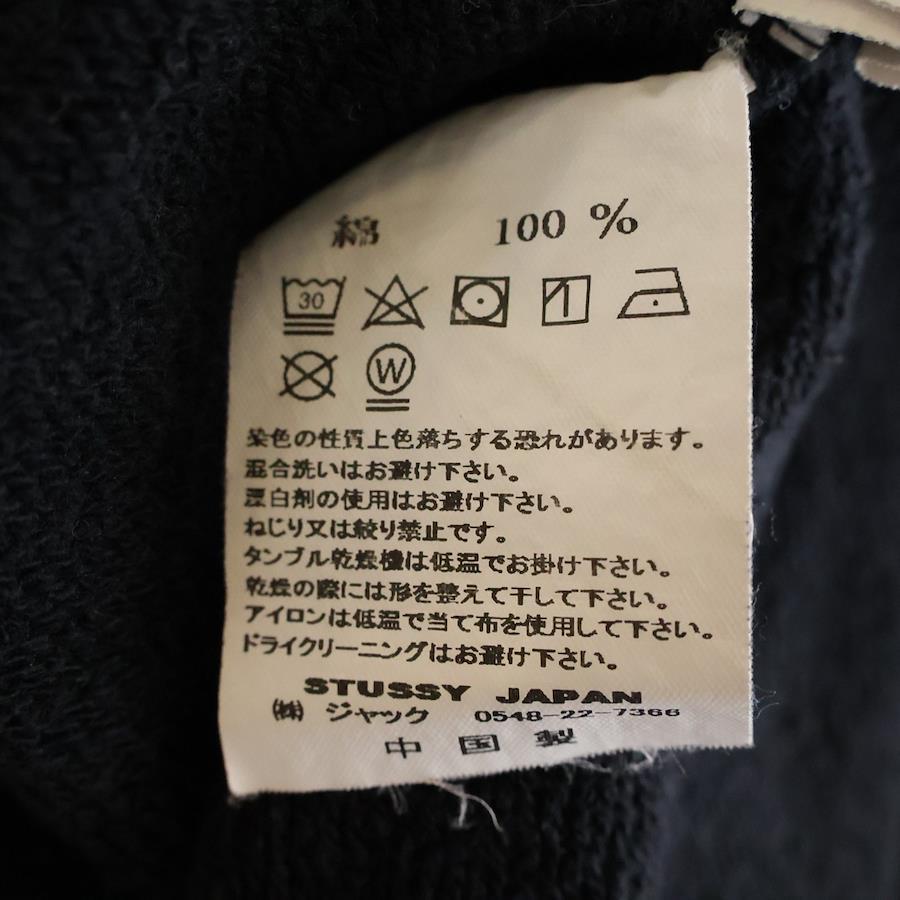 綿 100 %
30
W
染色の性質上色落ちする恐れがあります。
混合洗いはお避け下さい。
漂白剤の使用はお避け下さい。
ねじり又は絞り禁止です。
タンブル乾燥機は低温でお掛け下さい。
乾燥の際には形を整えて干して下さい。
アイロンは低温で当て布を使用して下さい。
ドライクリーニングはお避け下さい。
STUSSY JAPAN
㈱ ジャック 0548-22-7366
中国製